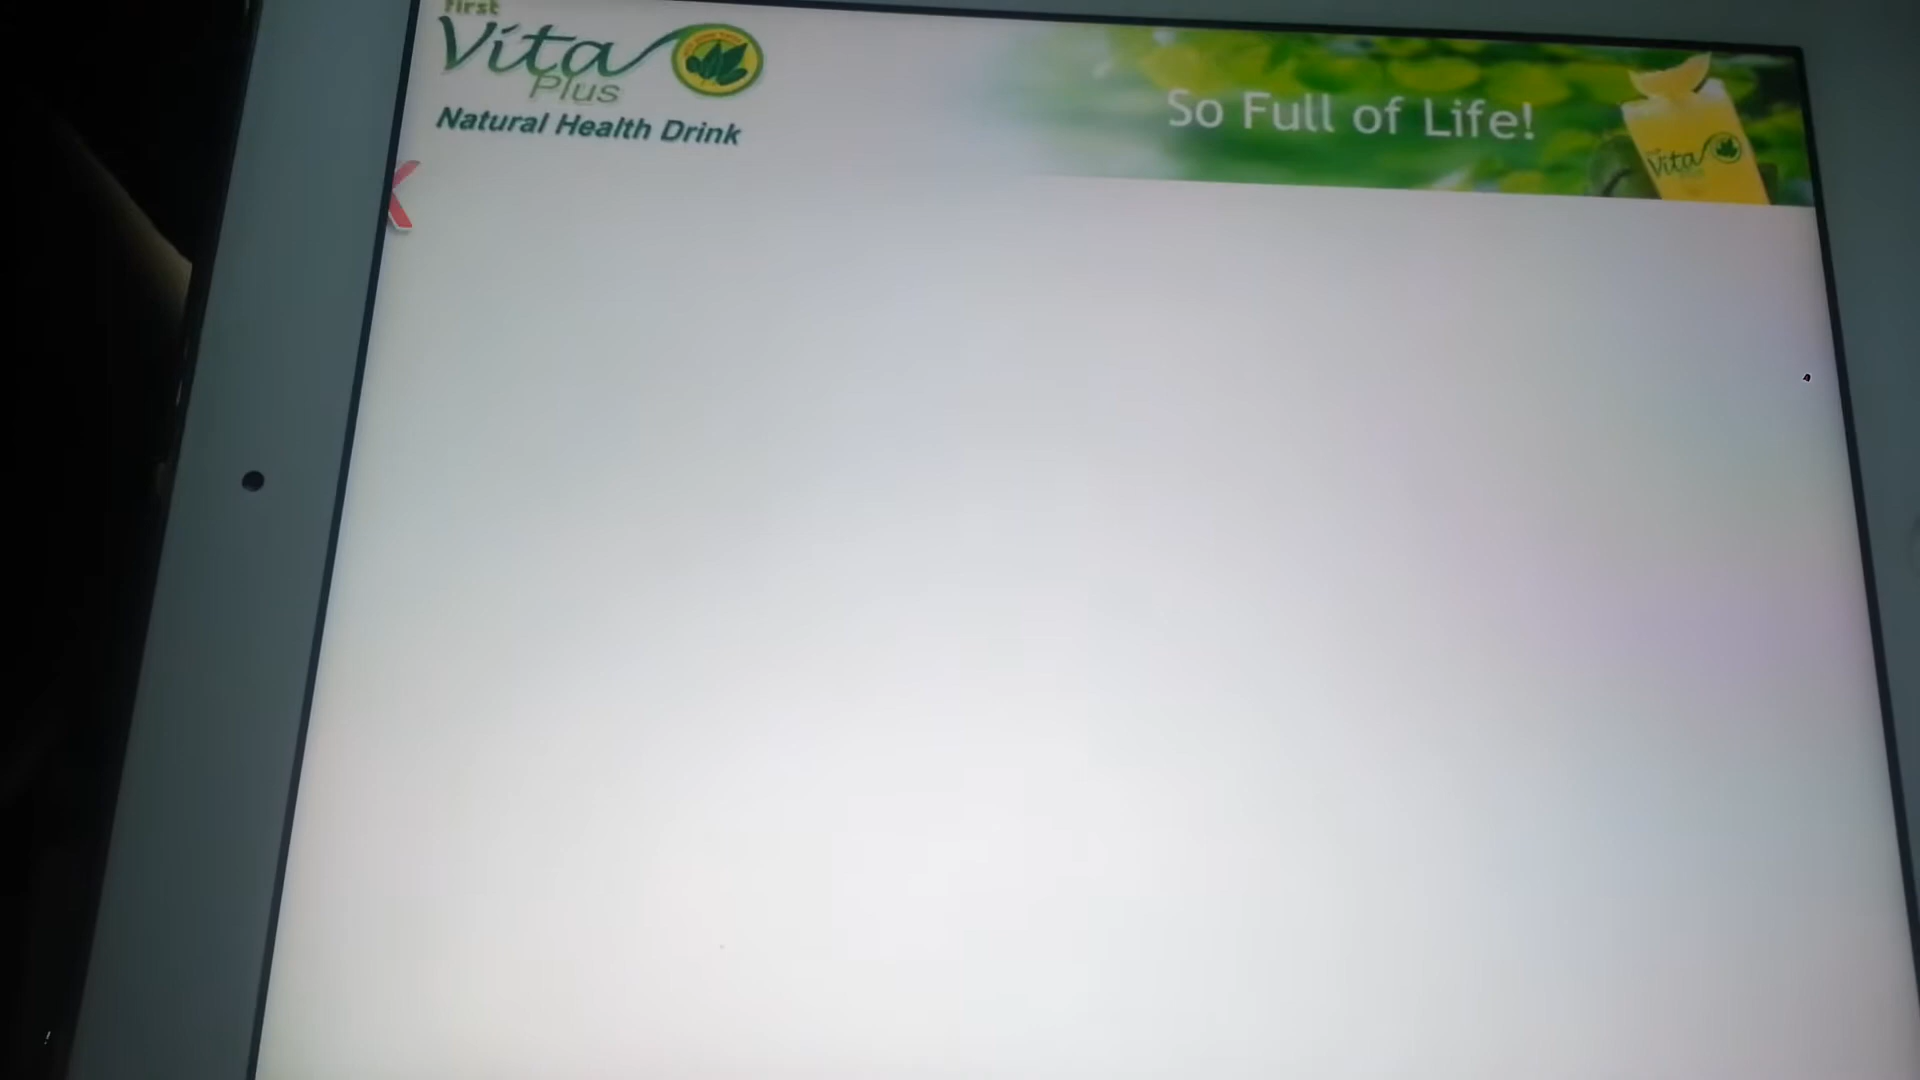 First
Vita
Plus
Natural Health Drink
So Full of Life!
Vita